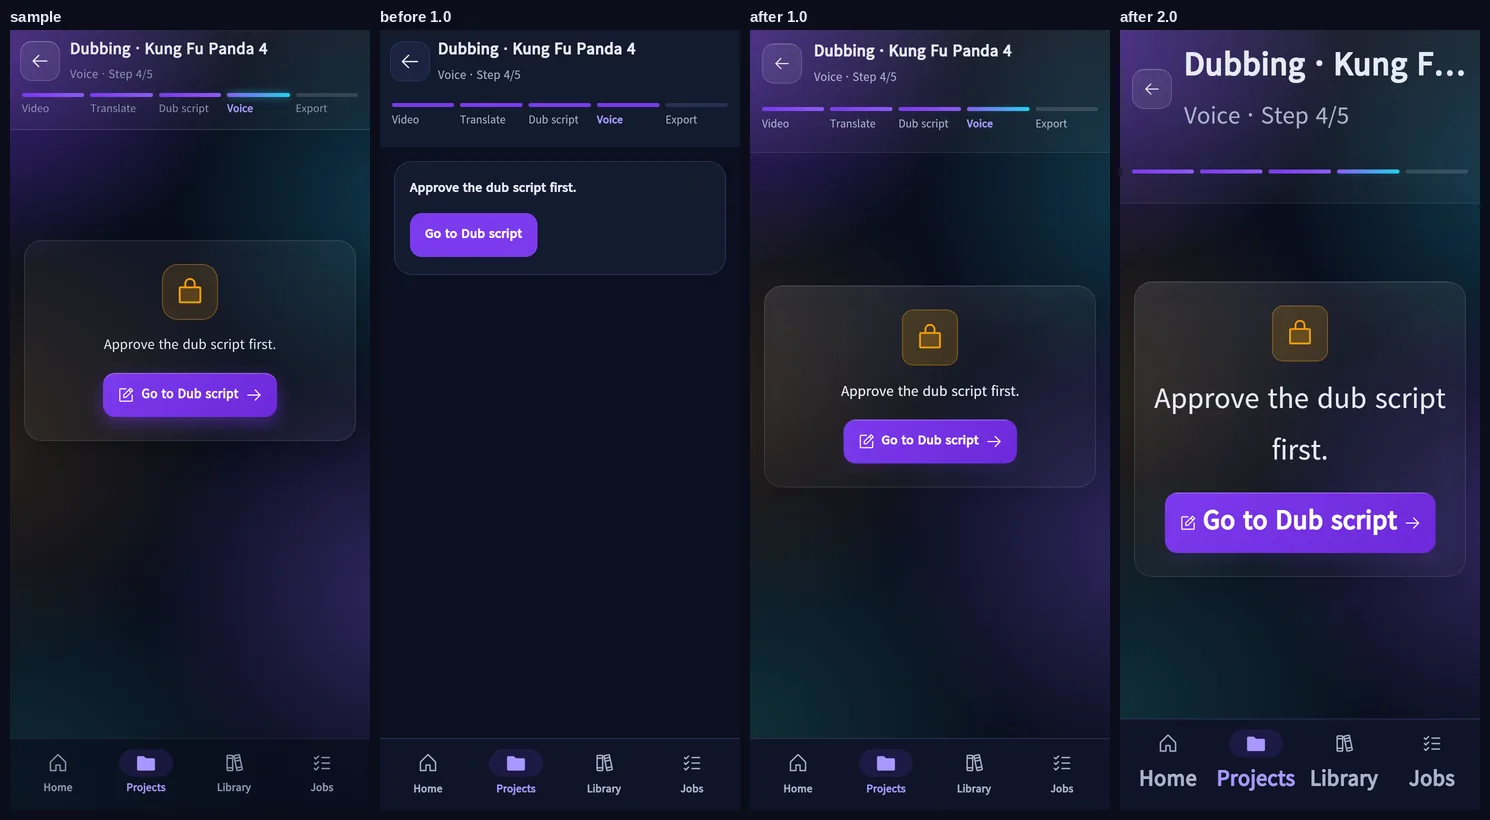 sample
Dubbing · Kung Fu Panda 4
Voice · Step 4/5
Video Translate Dub script Voice Export
Approve the dub script first.
Go to Dub script
Home Projects Library Jobs
before 1.0
Dubbing · Kung Fu Panda 4
Voice · Step 4/5
Video Translate Dub script Voice Export
Approve the dub script first.
Go to Dub script
Home Projects Library Jobs
after 1.0
Dubbing · Kung Fu Panda 4
Voice · Step 4/5
Video Translate Dub script Voice Export
Approve the dub script first.
Go to Dub script
Home Projects Library Jobs
after 2.0
Dubbing · Kung F...
Voice · Step 4/5
Approve the dub script
first.
Go to Dub script
Home Projects Library Jobs